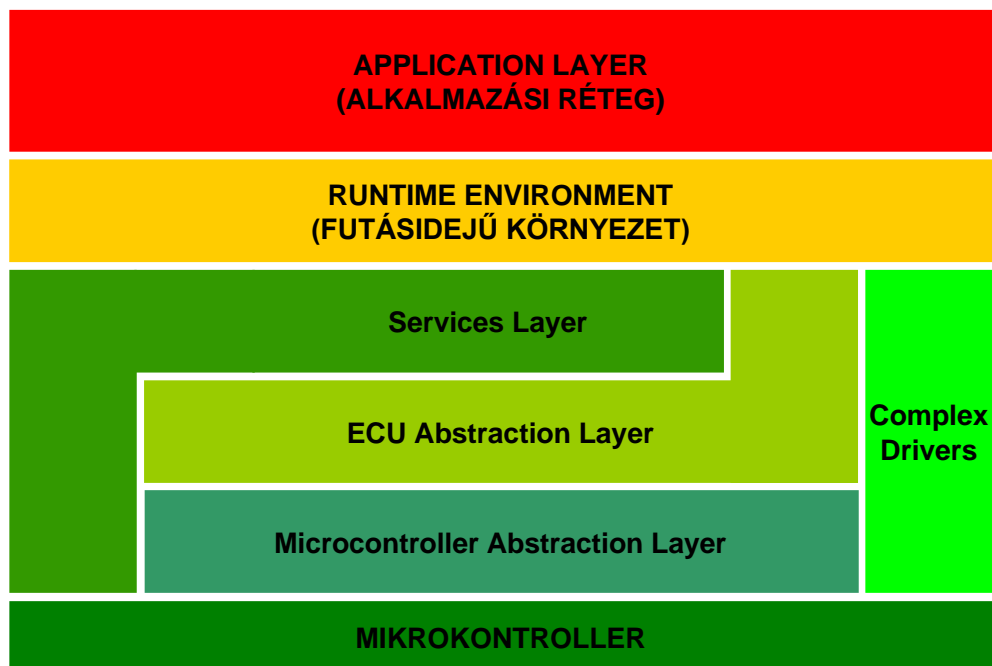 APPLICATION LAYER
(ALKALMAZÁSI RÉTEG)
RUNTIME ENVIRONMENT
(FUTÁSIDEJŰ KÖRNYEZET)
Services Layer
ECU Abstraction Layer
Complex
Drivers
Microcontroller Abstraction Layer
MIKROKONTROLLER